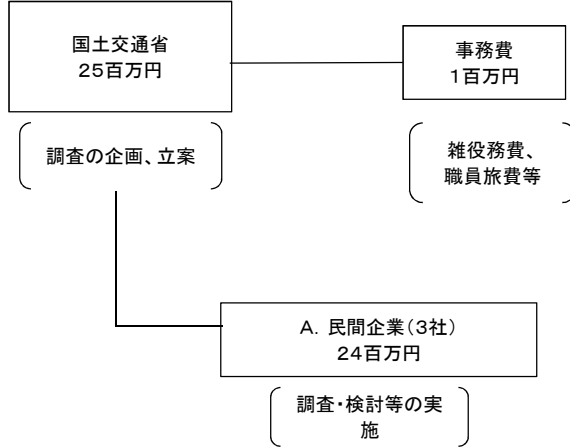 国土交通省
25百万円
事務費
1百万円
調査の企画、立案
雑役務費、
職員旅費等
A. 民間企業(3社)
24百万円
調査・検討等の実
施